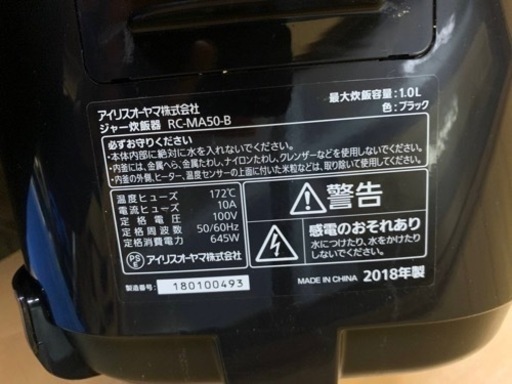 アイリスオーヤマ株式会社
ジャー炊飯器 RC-MA50-B
最大炊飯容量:1.0L
色:ブラック
必ずお守りください
・本体内部に絶対に水を入れないでください。
・内釜には、金属へら、金属たわし、ナイロンたわし、クレンザーなどを使用しないでください。
・内釜の外側、ヒーター、温度センサーの上面に付いた米粒などは、取り除いて使用してください。
温度ヒューズ 172℃
電流ヒューズ 10A
定格電圧 100V
定格周波数 50/60Hz
定格消費電力 645W
警告
感電のおそれあり
水につけたり、水をかけたり
しないでください
PSE アイリスオーヤマ株式会社
製造番号: 180100493
MADE IN CHINA 2018年製